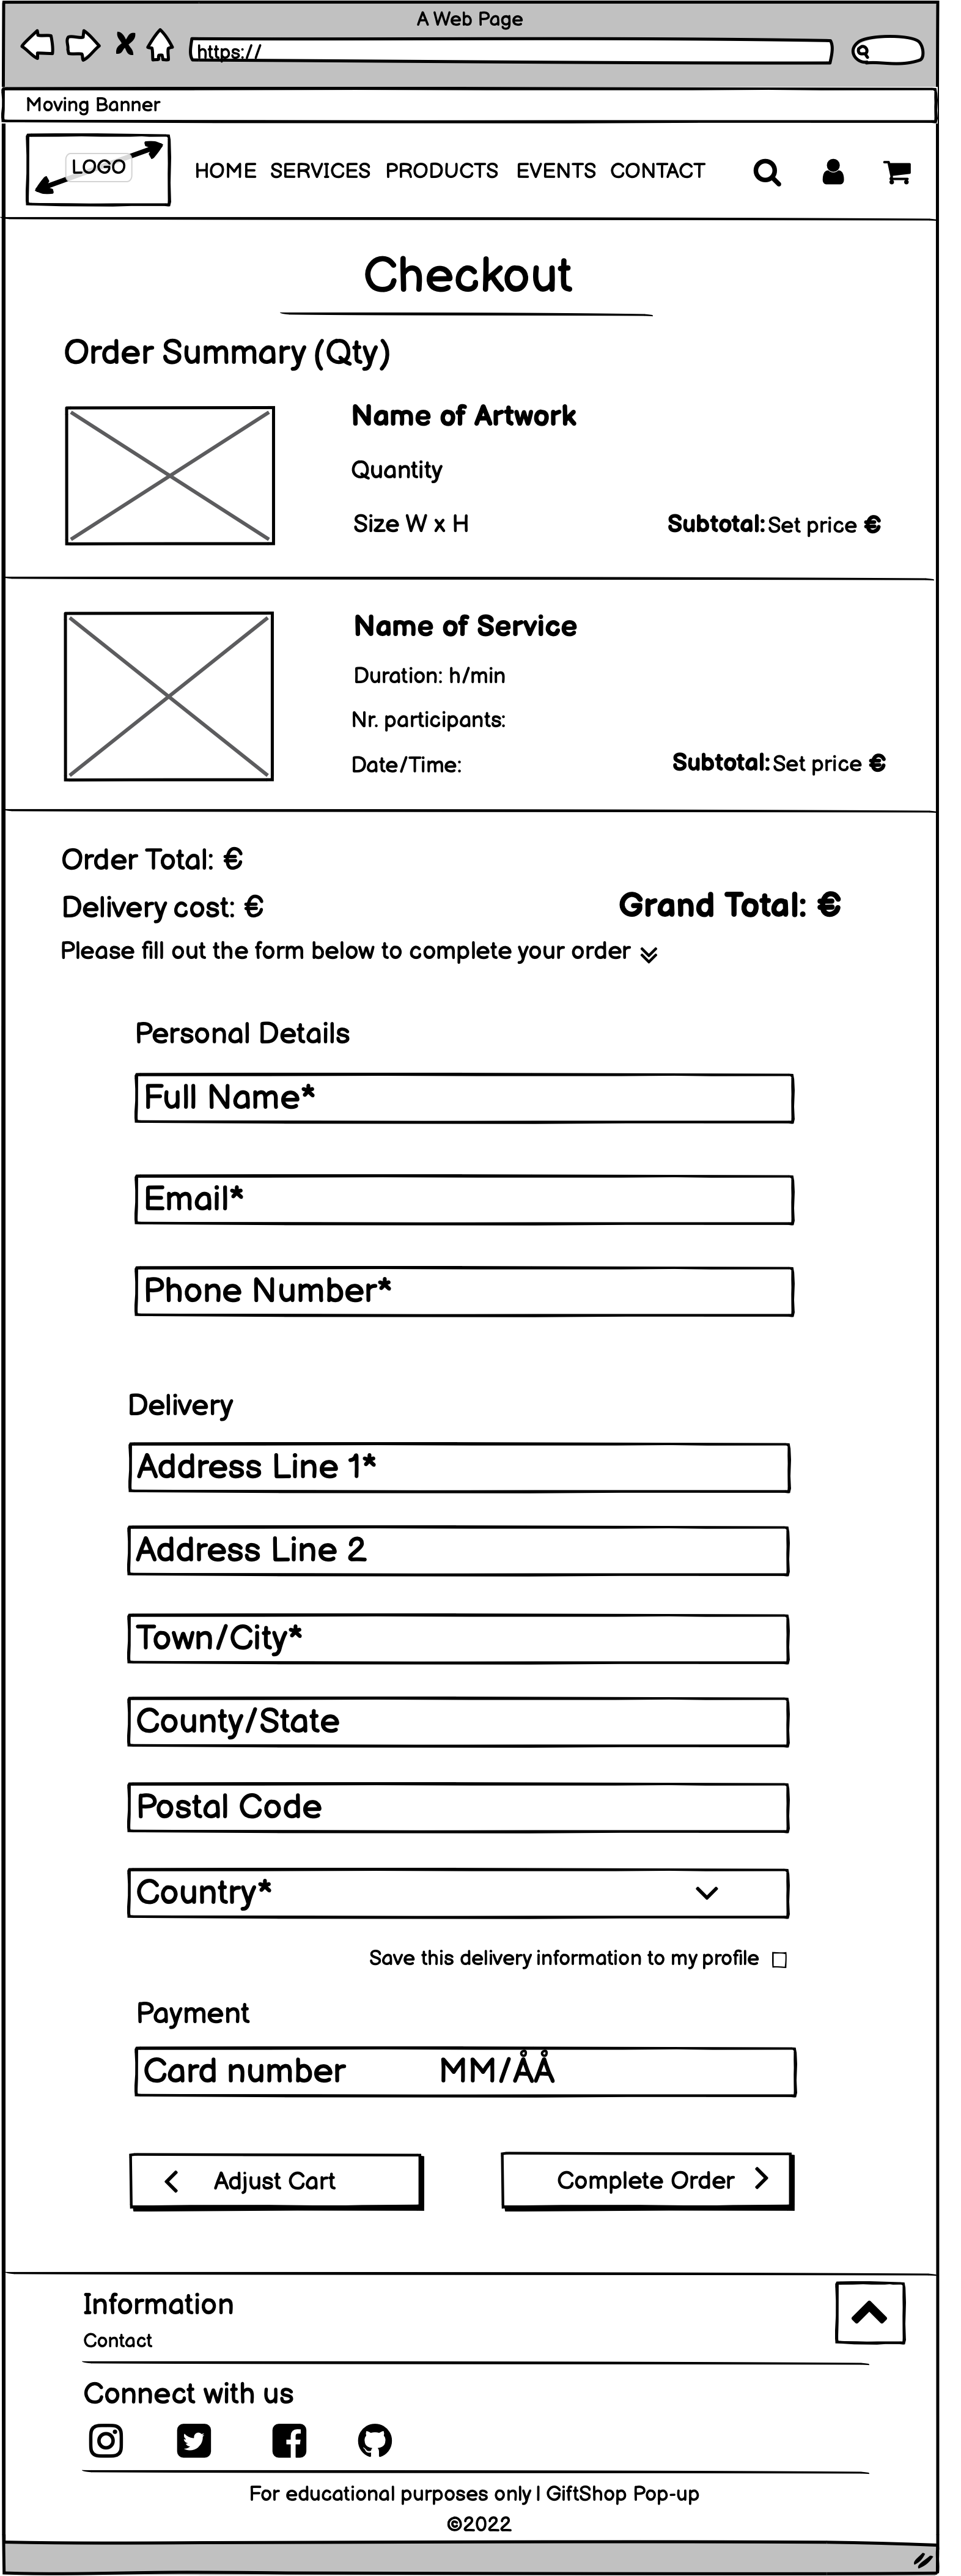 A Web Page
https://
Moving Banner
LOGO HOME SERVICES PRODUCTS EVENTS CONTACT
Checkout
Order Summary (Qty)
Name of Artwork
Quantity
Size W x H Subtotal: Set price €
Name of Service
Duration: h/min
Nr. participants:
Date/Time: Subtotal: Set price €
Order Total: €
Delivery cost: € Grand Total: €
Please fill out the form below to complete your order
Personal Details
Full Name*
Email*
Phone Number*
Delivery
Address Line 1*
Address Line 2
Town/City*
County/State
Postal Code
Country*
Save this delivery information to my profile
Payment
Card number MM/ÅÅ
Adjust Cart Complete Order
Information
Contact
Connect with us
For educational purposes only | GiftShop Pop-up
©2022